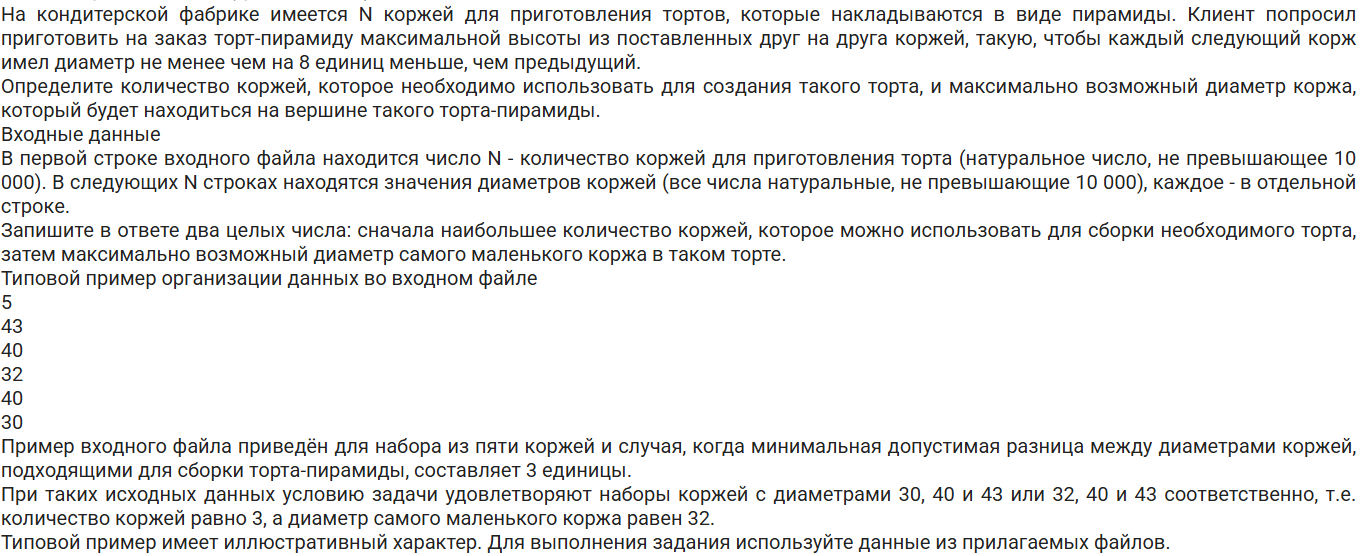 На кондитерской фабрике имеется N коржей для приготовления тортов, которые накладываются в виде пирамиды. Клиент попросил
приготовить на заказ торт-пирамиду максимальной высоты из поставленных друг на друга коржей, такую, чтобы каждый следующий корж
имел диаметр не менее чем на 8 единиц меньше, чем предыдущий.
Определите количество коржей, которое необходимо использовать для создания такого торта, и максимально возможный диаметр коржа,
который будет находиться на вершине такого торта-пирамиды.
Входные данные
В первой строке входного файла находится число N - количество коржей для приготовления торта (натуральное число, не превышающее 10
000). В следующих N строках находятся значения диаметров коржей (все числа натуральные, не превышающие 10 000), каждое - в отдельной
строке.
Запишите в ответе два целых числа: сначала наибольшее количество коржей, которое можно использовать для сборки необходимого торта,
затем максимально возможный диаметр самого маленького коржа в таком торте.
Типовой пример организации данных во входном файле
5
43
40
32
40
30
Пример входного файла приведён для набора из пяти коржей и случая, когда минимальная допустимая разница между диаметрами коржей,
подходящими для сборки торта-пирамиды, составляет 3 единицы.
При таких исходных данных условию задачи удовлетворяют наборы коржей с диаметрами 30, 40 и 43 или 32, 40 и 43 соответственно, т.е.
количество коржей равно 3, а диаметр самого маленького коржа равен 32.
Типовой пример имеет иллюстративный характер. Для выполнения задания используйте данные из прилагаемых файлов.